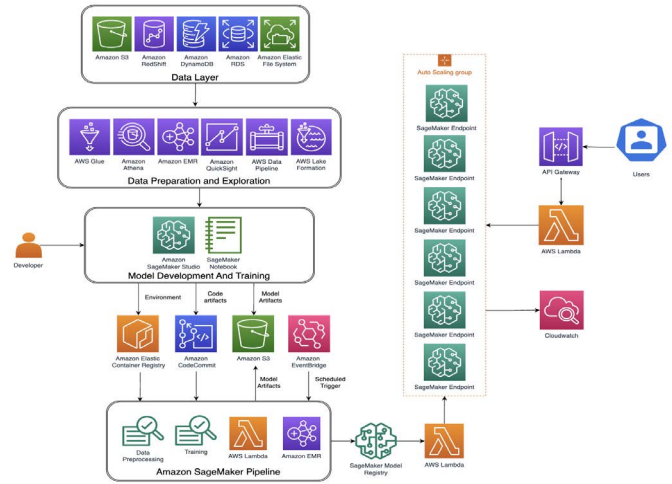 Amazon S3
Amazon
RedShift
Amazon
DynamoDB
Amazon
RDS
Amazon Elastic
File System
Data Layer
AWS Glue
Amazon
Athena
Amazon EMR
Amazon
QuickSight
AWS Data
Pipeline
AWS Lake
Formation
Data Preparation and Exploration
Developer
Amazon
SageMaker Studio
SageMaker
Notebook
Model Development And Training
Environment
Code
artifacts
Model
Artifacts
Amazon Elastic
Container Registry
Amazon
CodeCommit
Amazon S3
Amazon
EventBridge
Model
Artifacts
Scheduled
Trigger
Data
Preprocessing
Training
AWS Lambda
Amazon EMR
Amazon SageMaker Pipeline
SageMaker Model
Registry
AWS Lambda
Auto Scaling group
SageMaker Endpoint
SageMaker Endpoint
SageMaker Endpoint
SageMaker Endpoint
SageMaker Endpoint
SageMaker Endpoint
API Gateway
Users
AWS Lambda
Cloudwatch